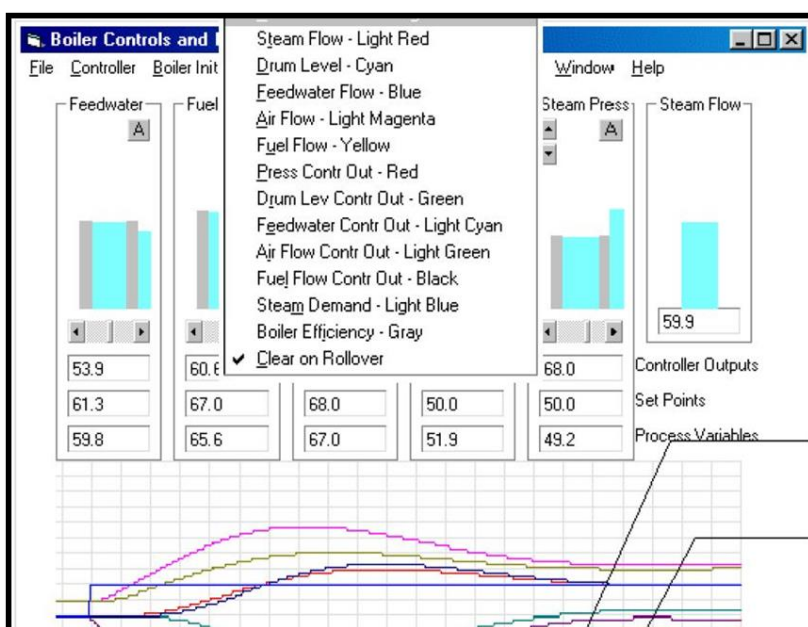 Boiler Controls and
File Controller Boiler Init Window Help
Steam Flow - Light Red
Drum Level - Cyan
Feedwater Flow - Blue
Air Flow - Light Magenta
Fuel Flow - Yellow
Press Contr Out - Red
Drum Lev Contr Out - Green
Feedwater Contr Out - Light Cyan
Air Flow Contr Out - Light Green
Fuel Flow Contr Out - Black
Steam Demand - Light Blue
Boiler Efficiency - Gray
✔ Clear on Rollover
Feedwater Fuel Steam Press Steam Flow
A A
59.9
53.9 60.6 68.0 Controller Outputs
61.3 67.0 68.0 50.0 50.0 Set Points
59.8 65.6 67.0 51.9 49.2 Process Variables